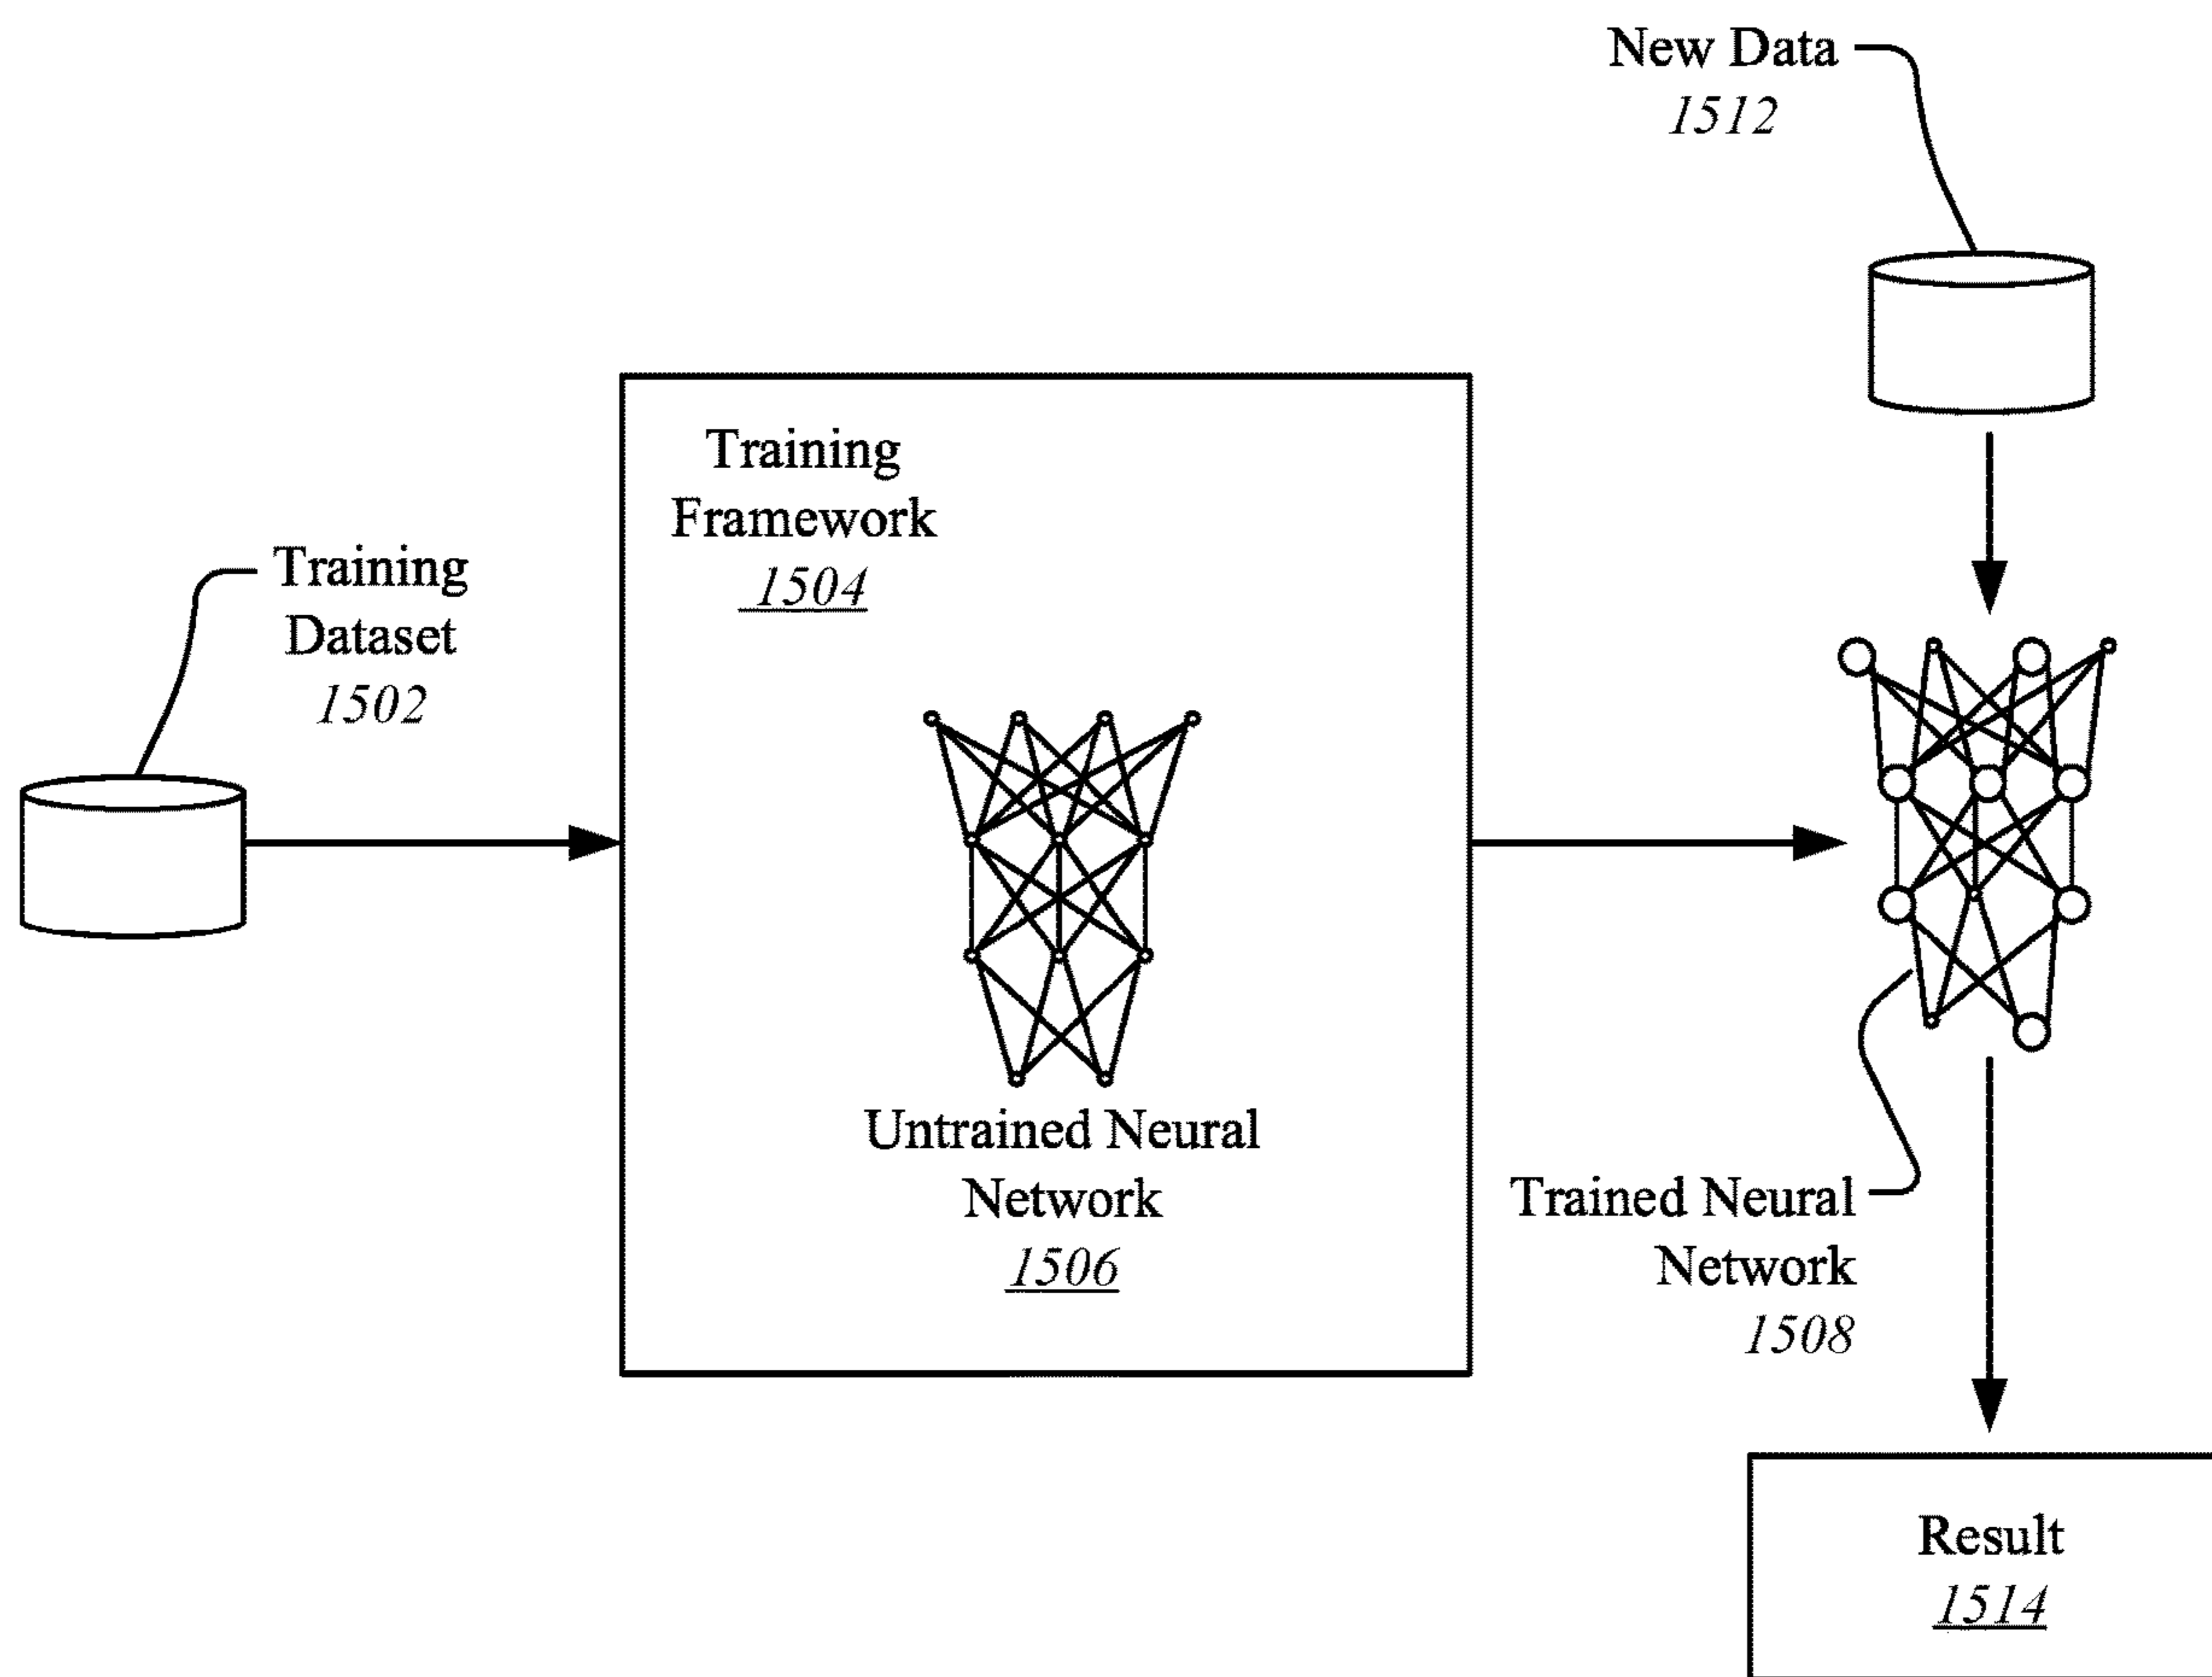 New Data
1512
Training
Framework
1504
Training
Dataset
1502
Untrained Neural
Network
1506
Trained Neural
Network
1508
Result
1514